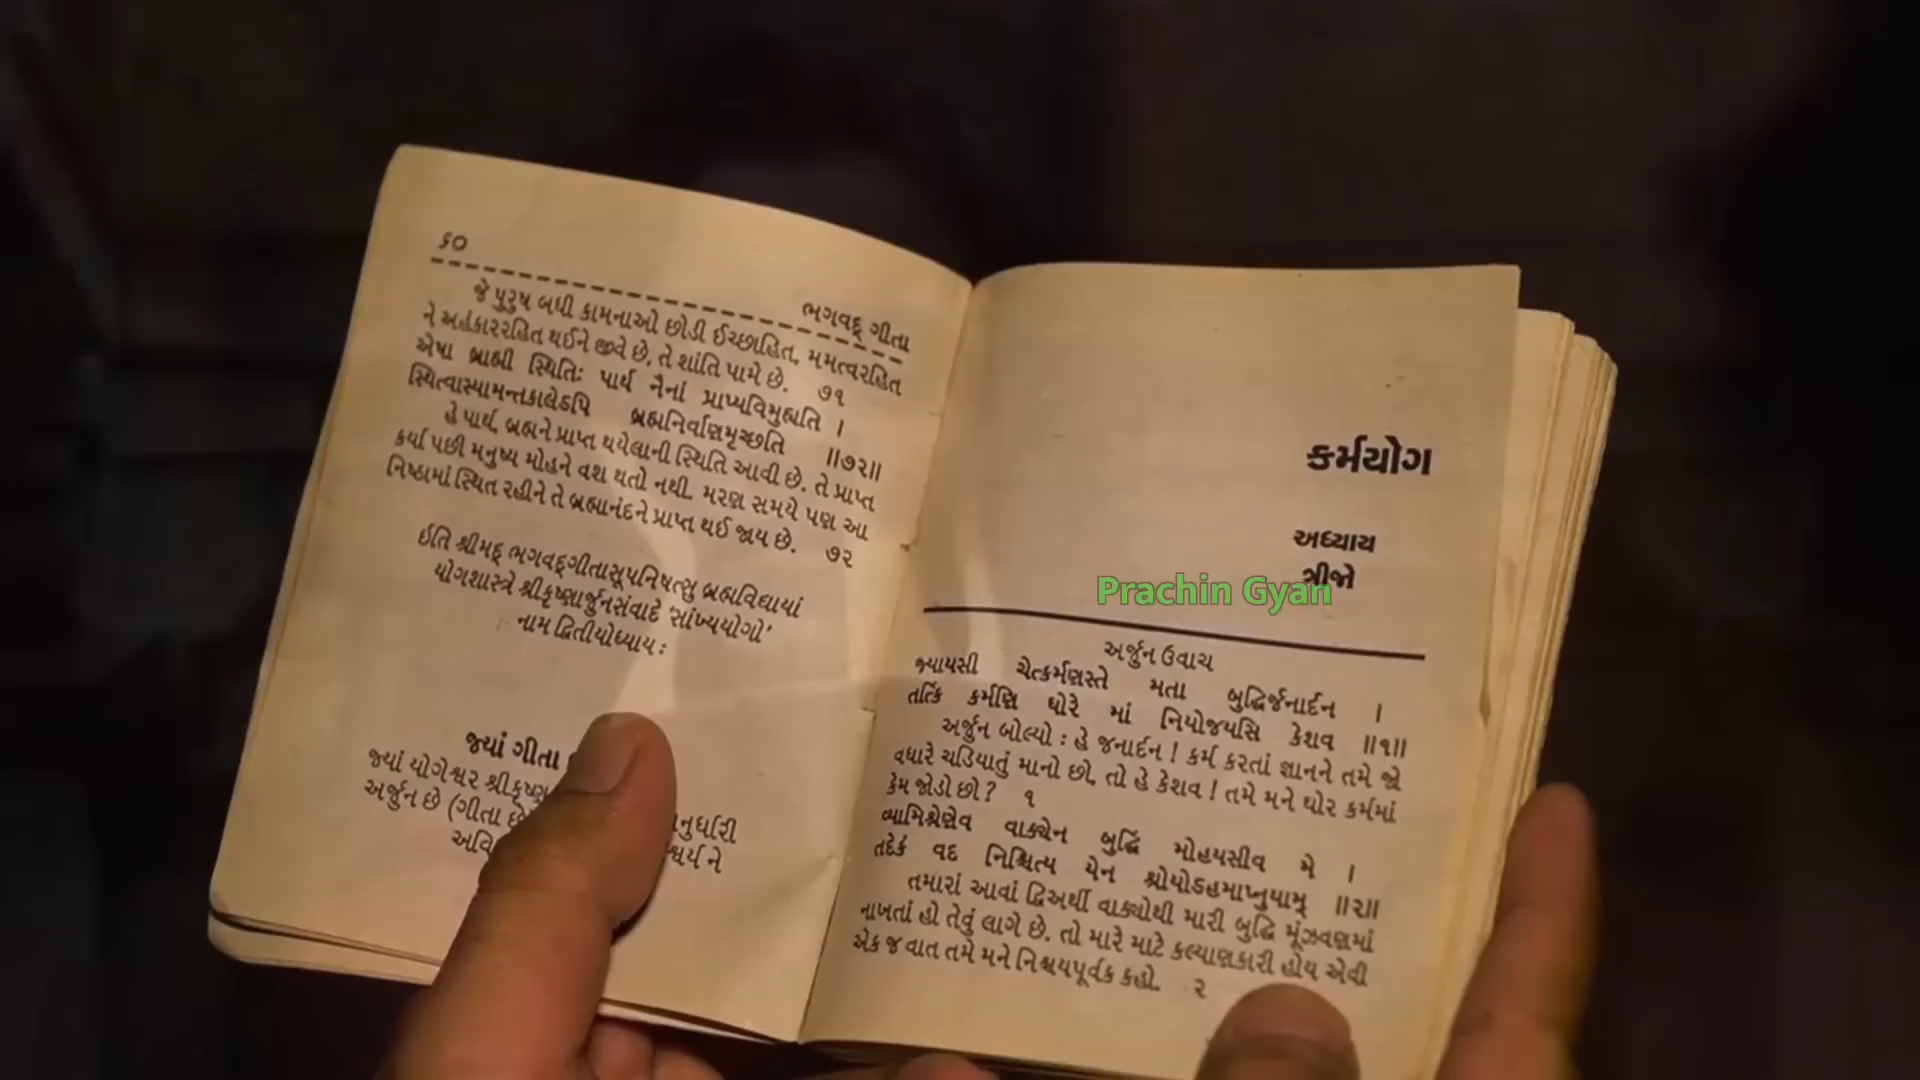 ૬૦
ભગવદ્ ગીતા
જે પુરુષ બધી કામનાઓ છોડી ઈચ્છાહિત, મમત્વરહિત
ને અહંકારરહિત થઈને જીવે છે, તે શાંતિ પામે છે. ૭૧
એષા બ્રાહ્મી સ્થિતિઃ પાર્થ નૈનાં પ્રાપ્યવિમુહ્યતિ ।
સ્થિત્વાસ્યામન્તકાલેઽપિ બ્રહ્મનિર્વાણમૃચ્છતિ ॥૭૨॥
હે પાર્થ, બ્રહ્મને પ્રાપ્ત થયેલાની સ્થિતિ આવી છે. તે પ્રાપ્ત
કર્યા પછી મનુષ્ય મોહને વશ થતો નથી. મરણ સમયે પણ આ
નિષ્ઠામાં સ્થિત રહીને તે બ્રહ્માનંદને પ્રાપ્ત થઈ જાય છે. ૭૨
ઇતિ શ્રીમદ્ ભગવદ્ગીતાસૂપનિષત્સુ બ્રહ્મવિદ્યાયાં
યોગશાસ્ત્રે શ્રીકૃષ્ણાર્જુનસંવાદે ‘સાંખ્યયોગો’
નામ દ્વિતીયોધ્યાયઃ
જ્યાં ગીતા
જ્યાં યોગેશ્વર શ્રીકૃષ્ણ
અર્જુન છે (ગીતા છે
કર્મયોગ
અધ્યાય
ત્રીજો
Prachin Gyan
અર્જુન ઉવાચ
જ્યાયસી ચેત્કર્મણસ્તે મતા બુદ્ધિર્જનાર્દન ।
તત્કિં કર્મણિ ઘોરે માં નિયોજયસિ કેશવ ॥૧॥
અર્જુન બોલ્યો : હે જનાર્દન ! કર્મ કરતાં જ્ઞાનને તમે જો
વધારે ચડિયાતું માનો છો, તો હે કેશવ ! તમે મને ઘોર કર્મમાં
કેમ જોડો છો? ૧
વ્યામિશ્રેણેવ વાક્યેન બુદ્ધિં મોહયસીવ મે ।
તદેકં વદ નિશ્ચિત્ય યેન શ્રોયોઽહમાપ્નુયામ્ ॥૨॥
તમારાં આવાં દ્વિઅર્થી વાક્યોથી મારી બુદ્ધિ મૂંઝવણમાં
નાખતાં હો તેવું લાગે છે. તો મારે માટે કલ્યાણકારી હોય એવી
એક જ વાત તમે મને નિશ્ચયપૂર્વક કહો. ૨